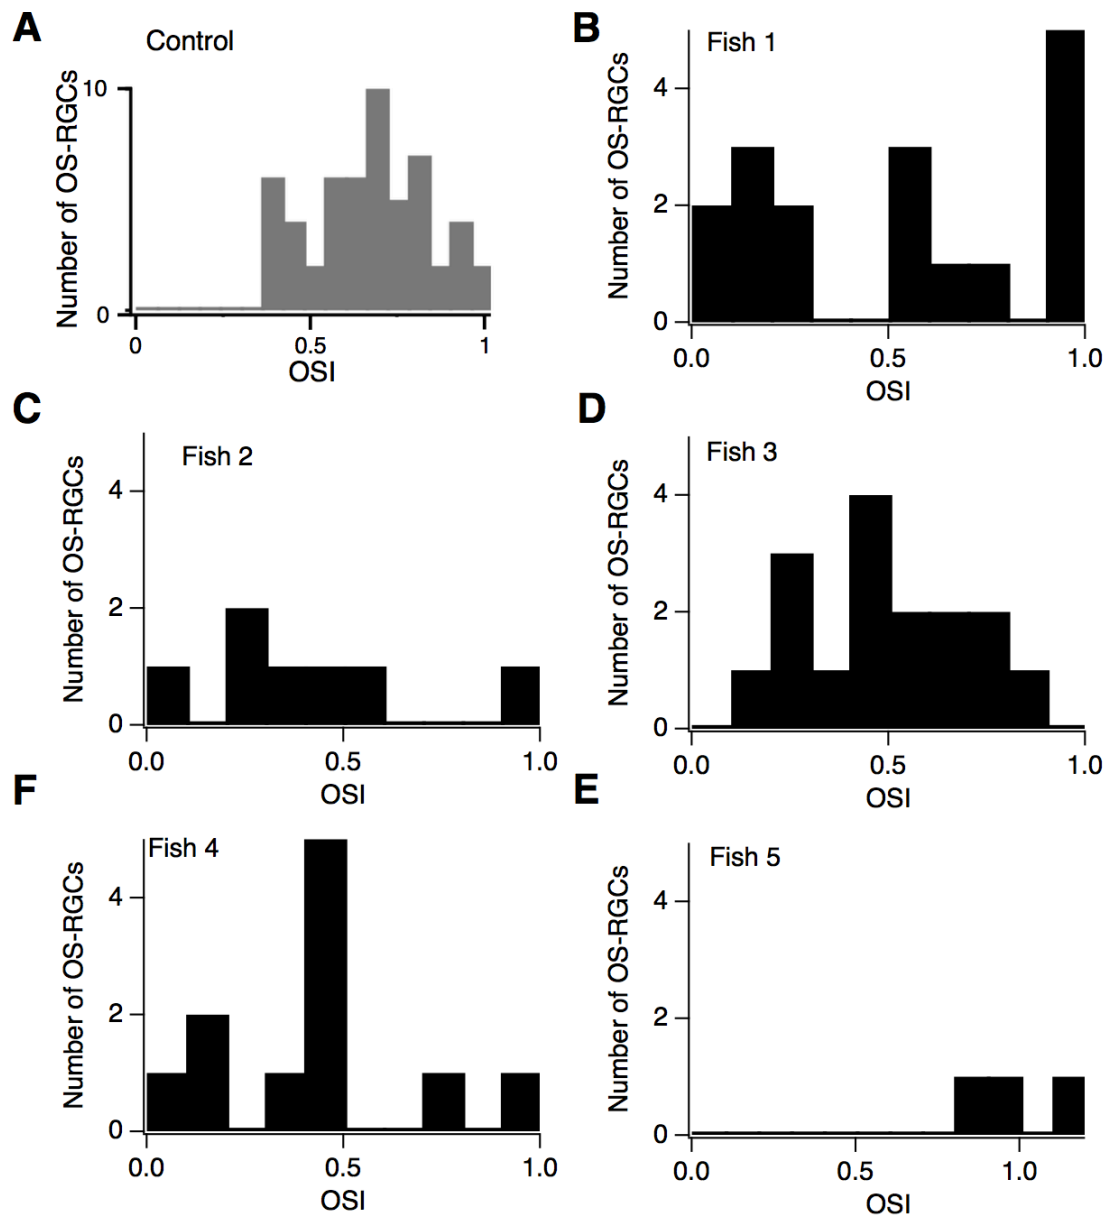 A
Control
Number of OS-RGCs
10
0
0
0.5
1
OSI
B
Fish 1
Number of OS-RGCs
4
2
0
0.0
0.5
1.0
OSI
C
Fish 2
Number of OS-RGCs
4
2
0
0.0
0.5
1.0
OSI
D
Fish 3
Number of OS-RGCs
4
2
0
0.0
0.5
1.0
OSI
F
Fish 4
Number of OS-RGCs
4
2
0
0.0
0.5
1.0
OSI
E
Fish 5
Number of OS-RGCs
4
2
0
0.0
0.5
1.0
OSI